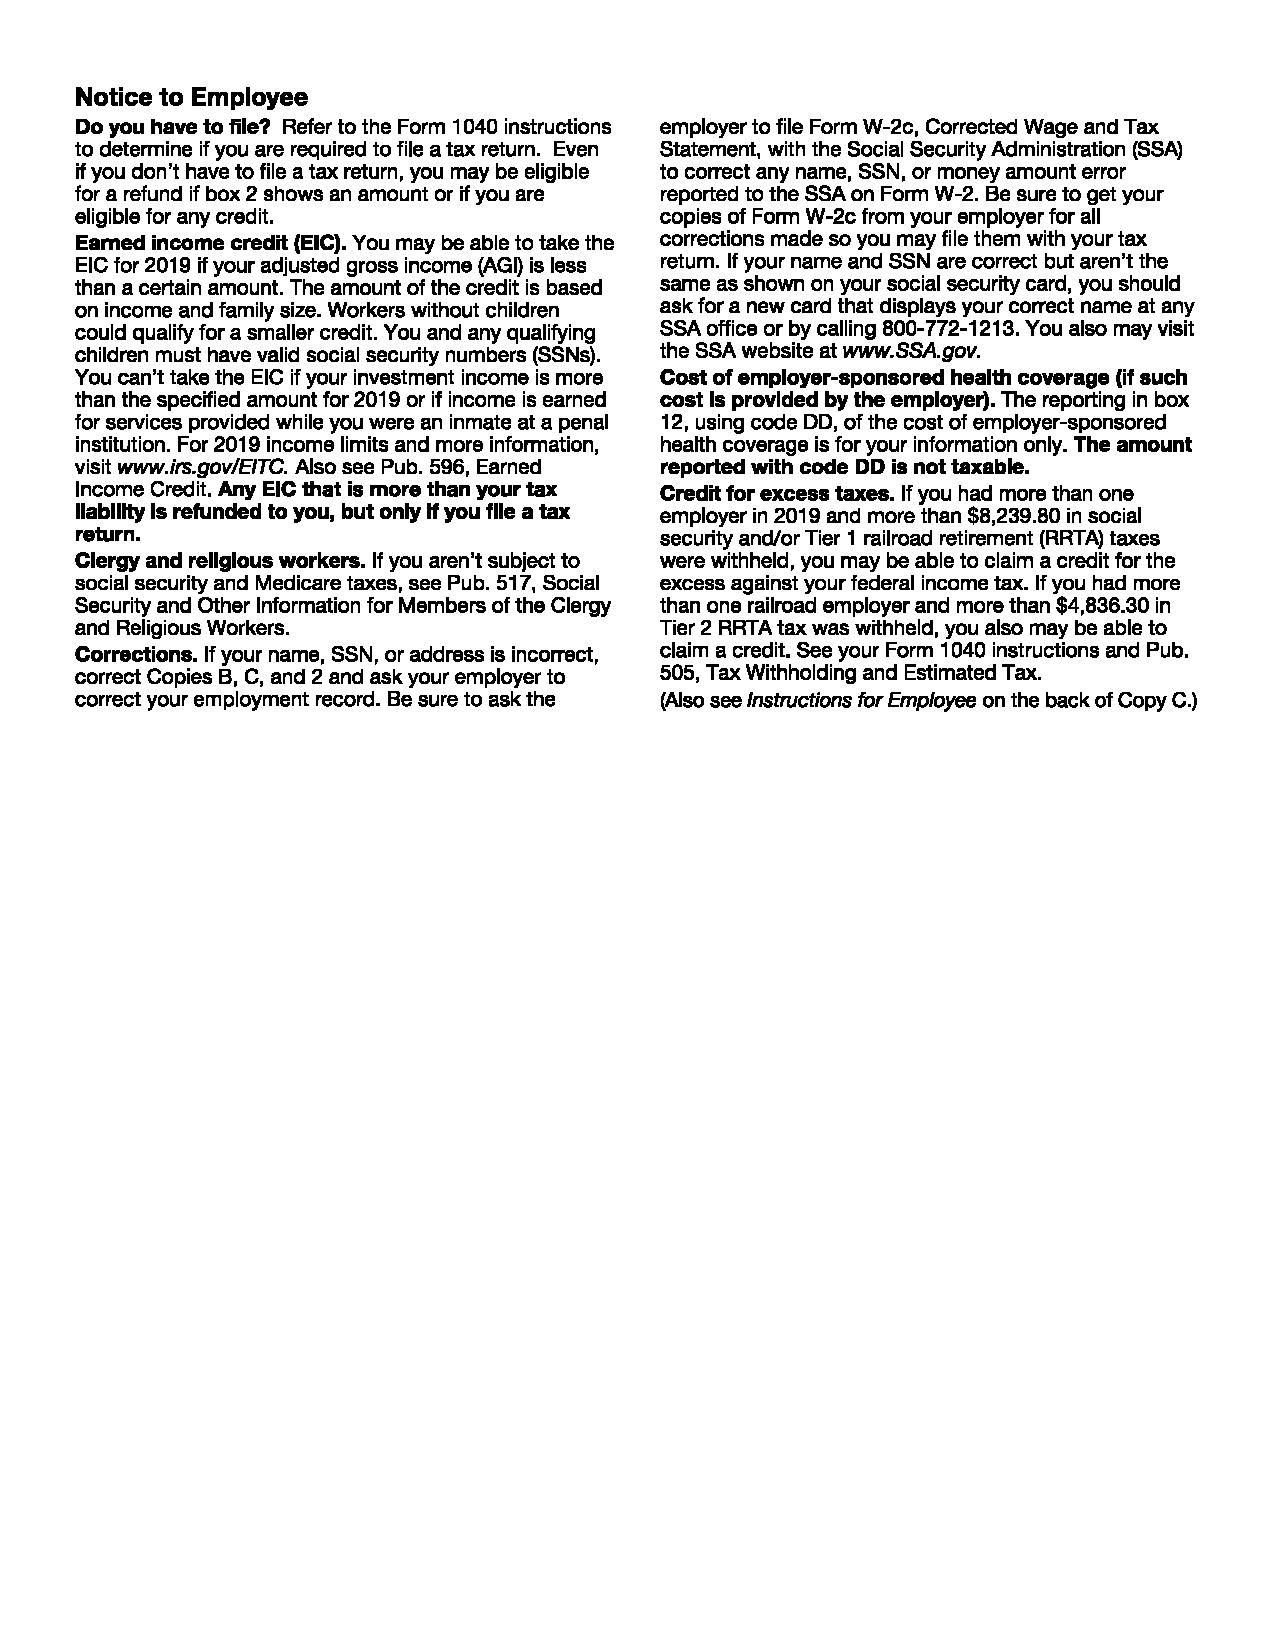 Notice to Employee
Do you have to file?  Refer to the Form 1040 instructions
to determine if you are required to file a tax return.  Even
if you don’t have to file a tax return, you may be eligible
for a refund if box 2 shows an amount or if you are
eligible for any credit.
Earned income credit (EIC). You may be able to take the
EIC for 2019 if your adjusted gross income (AGI) is less
than a certain amount. The amount of the credit is based
on income and family size. Workers without children
could qualify for a smaller credit. You and any qualifying
children must have valid social security numbers (SSNs).
You can’t take the EIC if your investment income is more
than the specified amount for 2019 or if income is earned
for services provided while you were an inmate at a penal
institution. For 2019 income limits and more information,
visit www.irs.gov/EITC. Also see Pub. 596, Earned
Income Credit. Any EIC that is more than your tax
liability is refunded to you, but only if you file a tax
return.
Clergy and religious workers. If you aren’t subject to
social security and Medicare taxes, see Pub. 517, Social
Security and Other Information for Members of the Clergy
and Religious Workers.
Corrections. If your name, SSN, or address is incorrect,
correct Copies B, C, and 2 and ask your employer to
correct your employment record. Be sure to ask the
employer to file Form W-2c, Corrected Wage and Tax
Statement, with the Social Security Administration (SSA)
to correct any name, SSN, or money amount error
reported to the SSA on Form W-2. Be sure to get your
copies of Form W-2c from your employer for all
corrections made so you may file them with your tax
return. If your name and SSN are correct but aren’t the
same as shown on your social security card, you should
ask for a new card that displays your correct name at any
SSA office or by calling 800-772-1213. You also may visit
the SSA website at www.SSA.gov.
Cost of employer-sponsored health coverage (if such
cost is provided by the employer). The reporting in box
12, using code DD, of the cost of employer-sponsored
health coverage is for your information only. The amount
reported with code DD is not taxable.
Credit for excess taxes. If you had more than one
employer in 2019 and more than $8,239.80 in social
security and/or Tier 1 railroad retirement (RRTA) taxes
were withheld, you may be able to claim a credit for the
excess against your federal income tax. If you had more
than one railroad employer and more than $4,836.30 in
Tier 2 RRTA tax was withheld, you also may be able to
claim a credit. See your Form 1040 instructions and Pub.
505, Tax Withholding and Estimated Tax.
(Also see Instructions for Employee on the back of Copy C.)